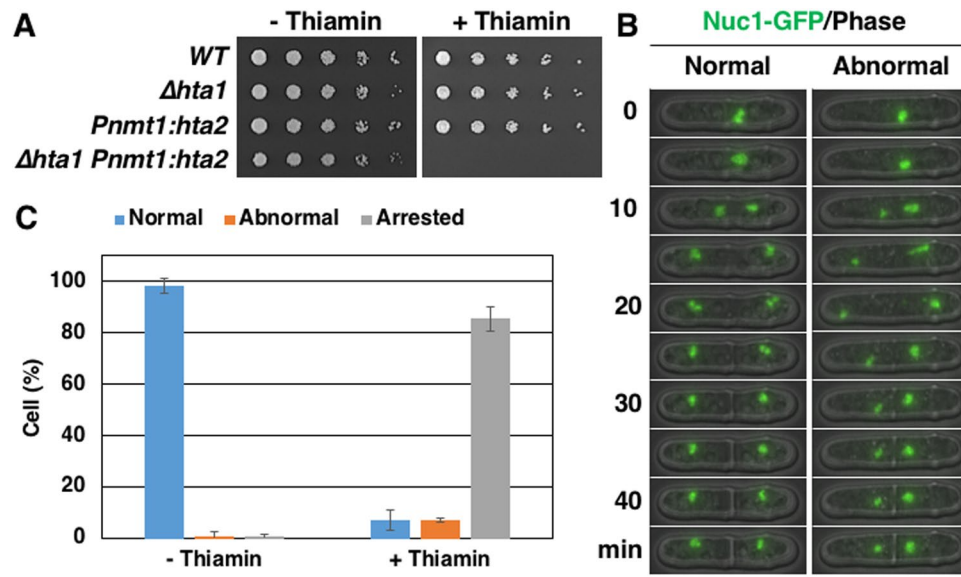 A
- Thiamin
+ Thiamin
WT
Δhta1
Pnmt1:hta2
Δhta1 Pnmt1:hta2
B
Nuc1-GFP/Phase
Normal
Abnormal
0
10
20
30
40
min
C
Normal
Abnormal
Arrested
Cell (%)
100
80
60
40
20
0
- Thiamin
+ Thiamin